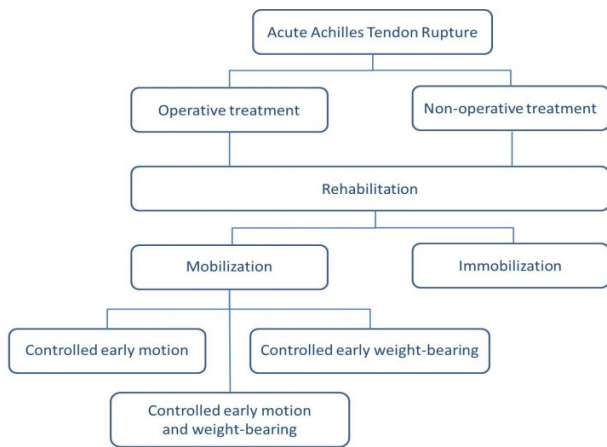 Acute Achilles Tendon Rupture
Operative treatment
Non-operative treatment
Rehabilitation
Mobilization
Immobilization
Controlled early motion
Controlled early weight-bearing
Controlled early motion
and weight-bearing